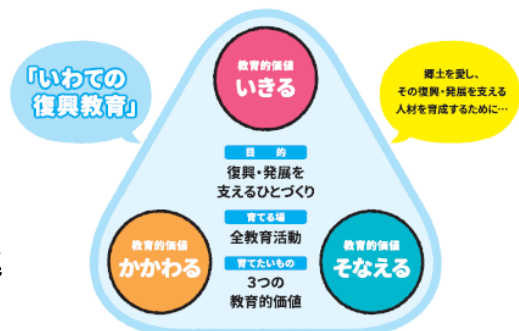 「いわての
復興教育」
教育的価値
いきる
郷土を愛し、
その復興・発展を支える
人材を育成するために…
目 的
復興・発展を
支えるひとづくり
育てる場
全教育活動
育てたいもの
3つの
教育的価値
教育的価値
かかわる
教育的価値
そなえる